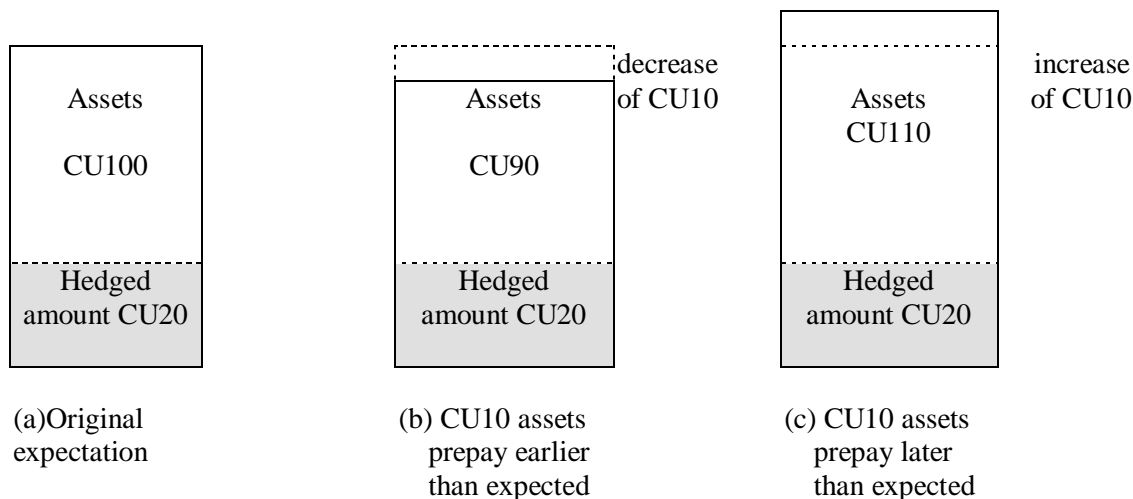 Assets
CU100
Hedged
amount CU20
(a)Original
expectation
decrease
of CU10
Assets
CU90
Hedged
amount CU20
(b) CU10 assets
prepay earlier
than expected
increase
of CU10
Assets
CU110
Hedged
amount CU20
(c) CU10 assets
prepay later
than expected